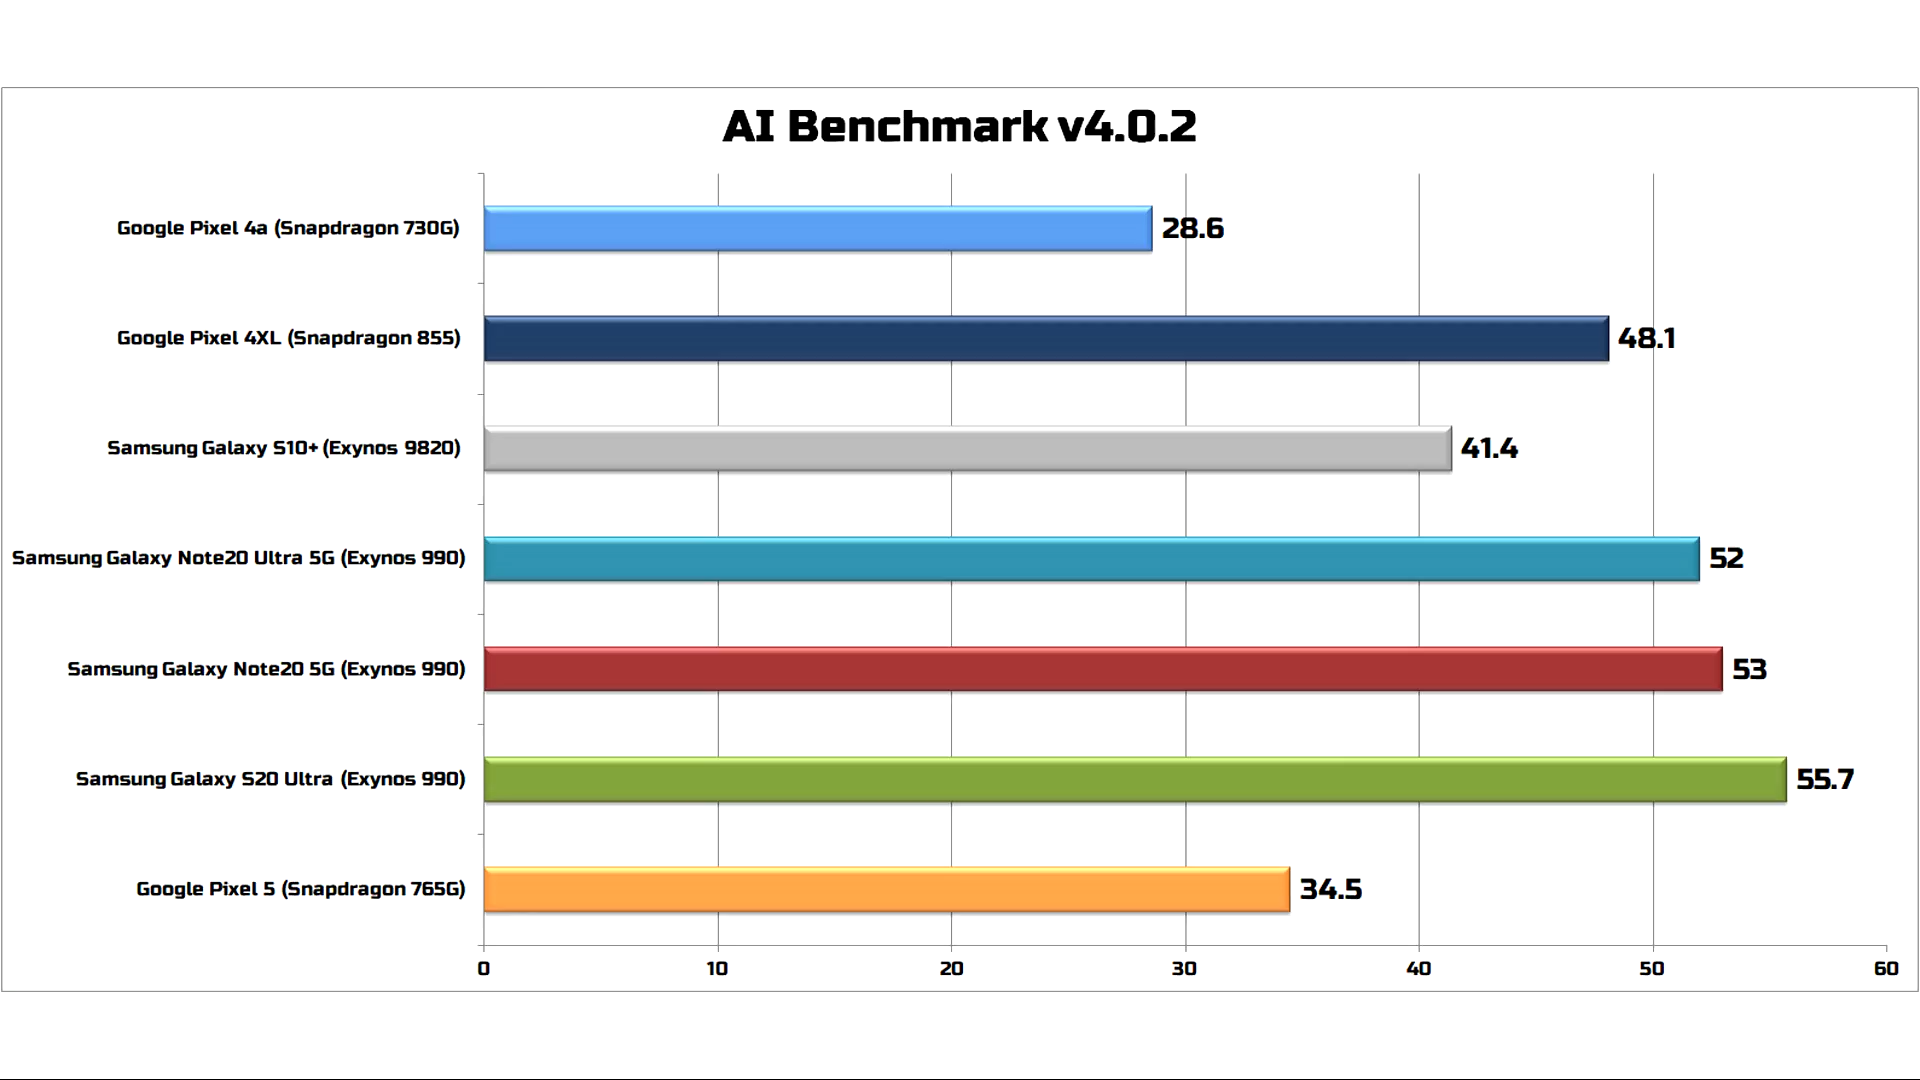 AI Benchmark v4.0.2
Google Pixel 4a (Snapdragon 730G) 28.6
Google Pixel 4XL (Snapdragon 855) 48.1
Samsung Galaxy S10+ (Exynos 9820) 41.4
Samsung Galaxy Note20 Ultra 5G (Exynos 990) 52
Samsung Galaxy Note20 5G (Exynos 990) 53
Samsung Galaxy S20 Ultra (Exynos 990) 55.7
Google Pixel 5 (Snapdragon 765G) 34.5
0 10 20 30 40 50 60